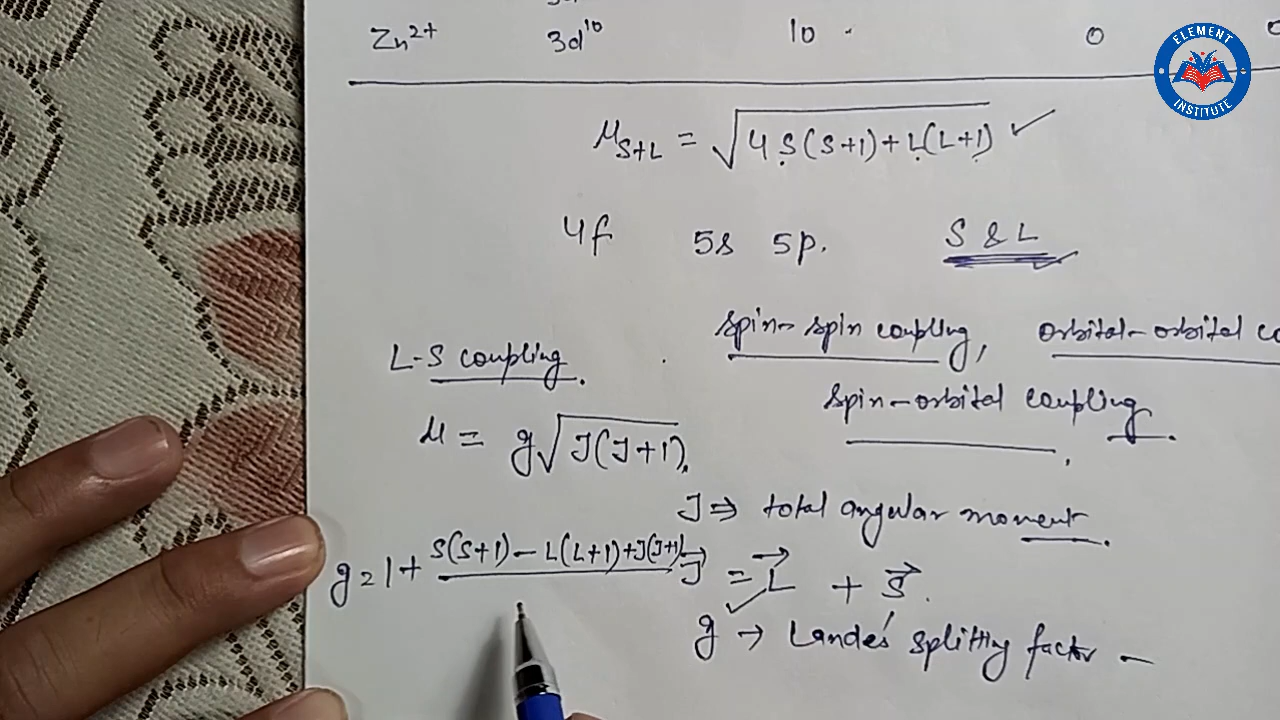 Zn²⁺ 3d¹⁰ 10 . 0
ELEMENT
INSTITUTE
μS+L = √4S(S+1)+L(L+1) ✓
4f 5s 5p. S & L
spin-spin coupling, orbital-orbital co
L-S coupling.
spin-orbital coupling.
μ = g√J(J+1).
J ⇒ total angular moment.
g = 1 + S(S+1) - L(L+1)+J(J+1)
J⃗ = L⃗ + S⃗.
g → Lande's splitting factor -